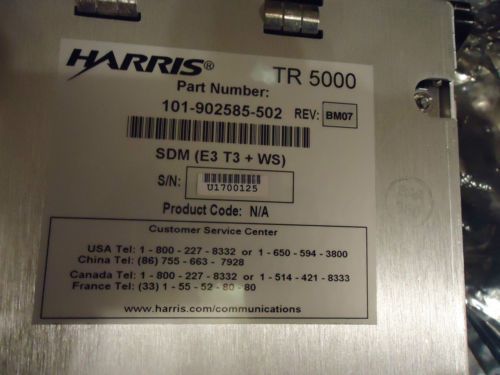 HARRIS® TR 5000
Part Number:
101-902585-502 REV: BM07
SDM (E3 T3 + WS)
S/N: U1700125
Product Code: N/A
Customer Service Center
USA Tel: 1 - 800 - 227 - 8332 or 1 - 650 - 594 - 3800
China Tel: (86) 755 - 663 - 7928
Canada Tel: 1 - 800 - 227 - 8332 or 1 - 514 - 421 - 8333
France Tel: (33) 1 - 55 - 52 - 80 - 80
www.harris.com/communications